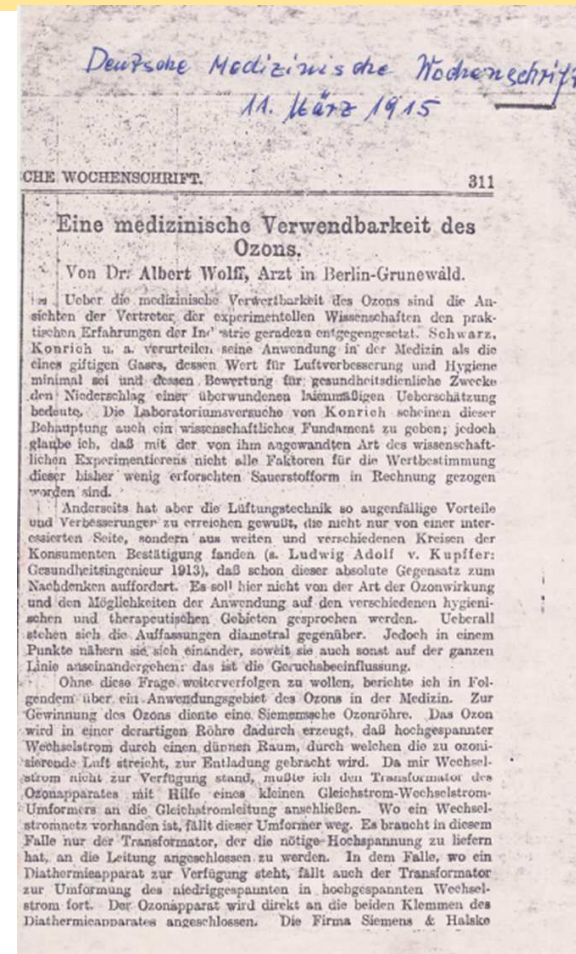 Deutsche Medizinische Wochenschrift
11. März 1915
CHE WOCHENSCHRIFT.
311
Eine medizinische Verwendbarkeit des
Ozons.
Von Dr. Albert Wolff, Arzt in Berlin-Grunewald.
Ueber die medizinische Verwertbarkeit des Ozons sind die An-
sichten der Vertreter der experimentellen Wissenschaften den prak-
tischen Erfahrungen der In strie geradezu entgegengesetzt. Schwarz,
Konrich u. a. verurteilen seine Anwendung in der Medizin als die
eines giftigen Gases, dessen Wert für Luftverbesserung und Hygiene
minimal sei und dessen Bewertung für gesundheitsdienliche Zwecke
den Niederschlag einer überwundenen laienmäßigen Ueberschätzung
bedeute. Die Laboratoriumsversuche von Konrich scheinen dieser
Behauptung auch ein wissenschaftliches Fundament zu geben; jedoch
glaube ich, daß mit der von ihm angewandten Art des wissenschaft-
lichen Experimentierens nicht alle Faktoren für die Wertbestimmung
dieser bisher wenig erforschten Sauerstofform in Rechnung gezogen
worden sind.
Anderseits hat aber die Lüftungstechnik so augenfällige Vorteile
und Verbesserungen zu erreichen gewußt, die nicht nur von einer inter-
essierten Seite, sondern aus weiten und verschiedenen Kreisen der
Konsumenten Bestätigung fanden (s. Ludwig Adolf v. Kupffer:
Gesundheitsingenieur 1913), daß schon dieser absolute Gegensatz zum
Nachdenken auffordert. Es soll hier nicht von der Art der Ozonwirkung
und den Möglichkeiten der Anwendung auf den verschiedenen hygieni-
schen und therapeutischen Gebieten gesprochen werden. Ueberall
stehen sich die Auffassungen diametral gegenüber. Jedoch in einem
Punkte nähern sie sich einander, soweit sie auch sonst auf der ganzen
Linie auseinandergehen: das ist die Geruchsbeeinflussung.
Ohne diese Frage weiterverfolgen zu wollen, berichte ich in Fol-
gendem über ein Anwendungsgebiet des Ozons in der Medizin. Zur
Gewinnung des Ozons diente eine Siemenssche Ozonröhre. Das Ozon
wird in einer derartigen Röhre dadurch erzeugt, daß hochgespannter
Wechselstrom durch einen dünnen Raum, durch welchen die zu ozoni-
sierende Luft streicht, zur Entladung gebracht wird. Da mir Wechsel-
strom nicht zur Verfügung stand, mußte ich den Transformator des
Ozonapparates mit Hilfe eines kleinen Gleichstrom-Wechselstrom-
Umformers an die Gleichstromleitung anschließen. Wo ein Wechsel-
stromnetz vorhanden ist, fällt dieser Umformer weg. Es braucht in diesem
Falle nur der Transformator, der die nötige Hochspannung zu liefern
hat, an die Leitung angeschlossen zu werden. In dem Falle, wo ein
Diathermieapparat zur Verfügung steht, fällt auch der Transformator
zur Umformung des niedriggespannten in hochgespannten Wechsel-
strom fort. Der Ozonapparat wird direkt an die beiden Klemmen des
Diathermieapparates angeschlossen. Die Firma Siemens & Halske